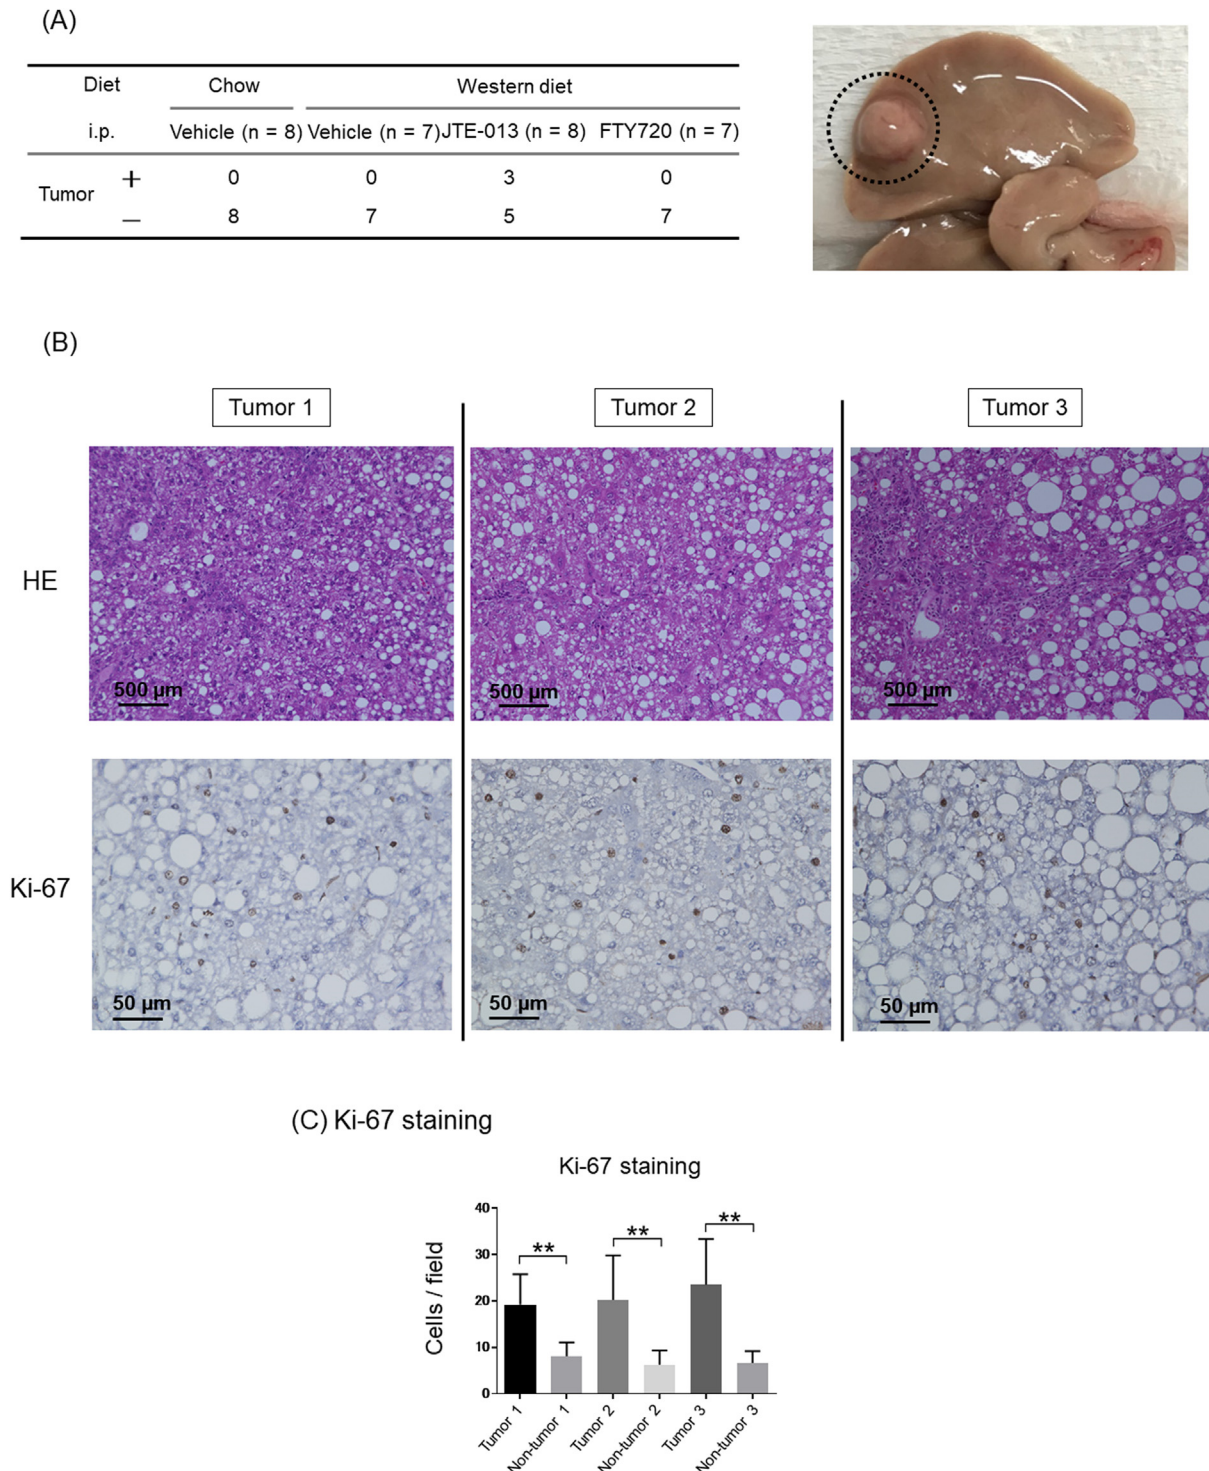 (A)
Diet Chow Western diet
i.p. Vehicle (n = 8) Vehicle (n = 7) JTE-013 (n = 8) FTY720 (n = 7)
+ 0 0 3 0
Tumor
− 8 7 5 7
(B)
Tumor 1 Tumor 2 Tumor 3
HE
500 µm 500 µm 500 µm
Ki-67
50 µm 50 µm 50 µm
(C) Ki-67 staining
Ki-67 staining
Cells / field
40
30
20
10
0
** ** **
Tumor 1 Non-tumor 1 Tumor 2 Non-tumor 2 Tumor 3 Non-tumor 3